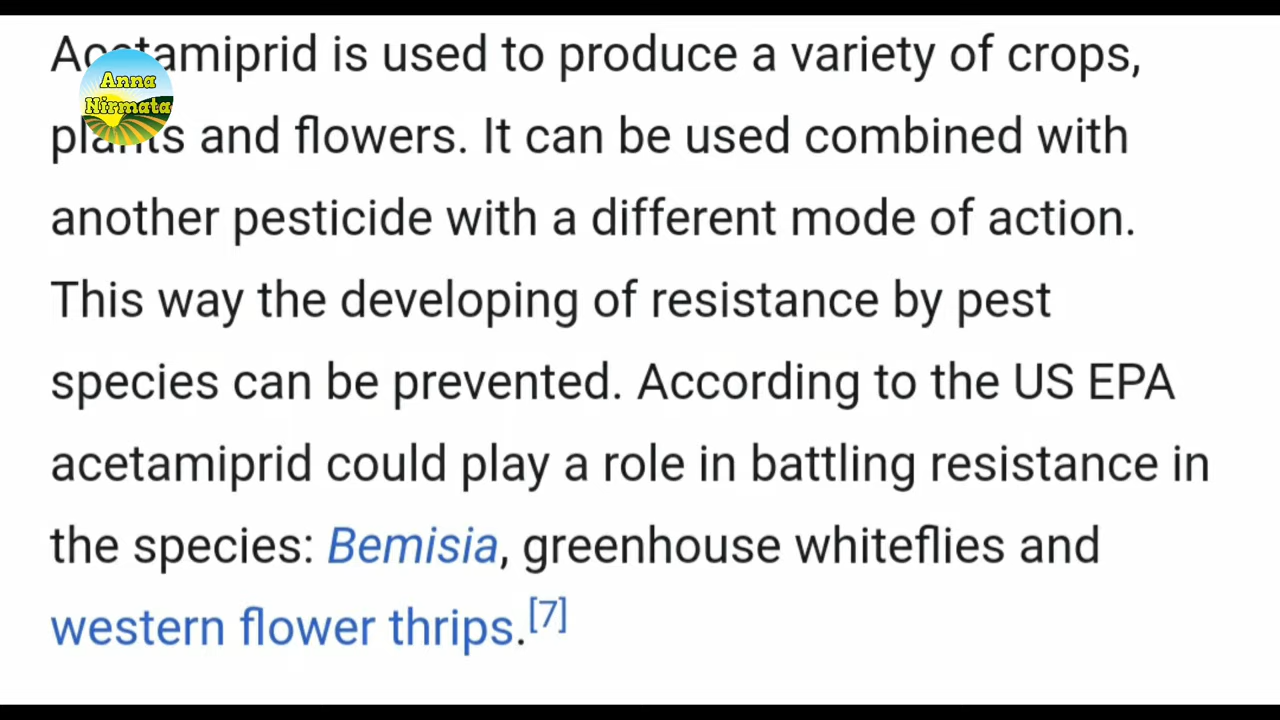 Acetamiprid is used to produce a variety of crops,
Anna
Nirmata
plants and flowers. It can be used combined with
another pesticide with a different mode of action.
This way the developing of resistance by pest
species can be prevented. According to the US EPA
acetamiprid could play a role in battling resistance in
the species: Bemisia, greenhouse whiteflies and
western flower thrips.[7]